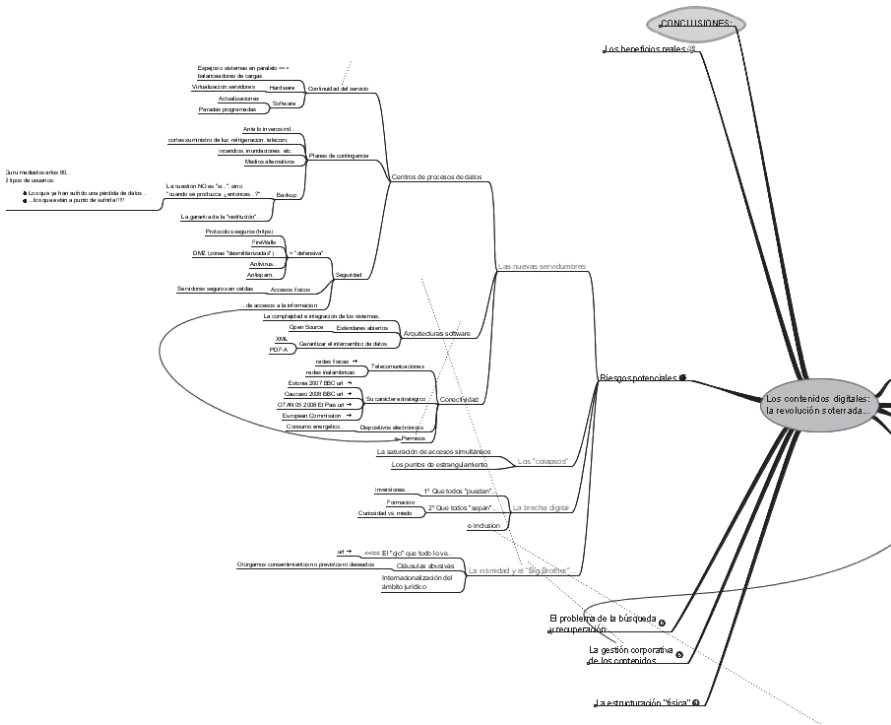 CONCLUSIONES:
Los beneficios reales
Los contenidos digitales:
la revolución soterrada...
Riesgos potenciales
Las nuevas servidumbres
Centros de procesos de datos
Continuidad del servicio
Hardware
Espejos o sistemas en paralelo ==>
balanceadores de cargas
Virtualización servidores
Software
Actualizaciones
Paradas programadas
Planes de contingencia
Ante lo inverosímil...
cortes suministro de luz, refrigeración, telecom,
incendios, inundaciones, etc.
Medios alternativos
Backup
La cuestión NO es "si...", sino
"cuando se produzca ¿entonces...?"
Gurú mediados años 80...
2 tipos de usuarios:
Los que ya han sufrido una pérdida de datos...
...los que están a punto de sufrirla!!!!
La garantía de la "restitución"...
Seguridad
"defensiva"
Protocolos seguros (https)
FireWalls
DMZ (zonas "desmilitarizadas")
Antivirus...
Antispam...
Accesos físicos
Servidores seguros en celdas
...de accesos a la información
Arquitecturas software
La complejidad e integración de los sistemas...
Estándares abiertos
Open Source
Garantizar el intercambio de datos
XML
PDF-A
Conectividad
Telecomunicaciones
redes físicas
redes inalámbricas
Su carácter estratégico
Estonia 2007 BBC url
Caucaso 2008 BBC url
OTAN 05 2008 El País url
European Commission
Dispositivos electrónicos
Consumo energético...
Permisos
Los "colapsos"
La saturación de accesos simultáneos
Los puntos de estrangulamiento
La brecha digital
1º Que todos "puedan"...
Inversiones...
2º Que todos "sepan"...
Formación
Curiosidad vs. miedo
e-Inclusion
La intimidad y el "Big Brother"...
<<== El "ojo" que todo lo ve...
url
Cláusulas abusivas
Otorgamos consentimientos no previstos ni deseados
Internacionalización del
ámbito jurídico
El problema de la búsqueda
y recuperación
La gestión corporativa
de los contenidos
La estructuración "física"